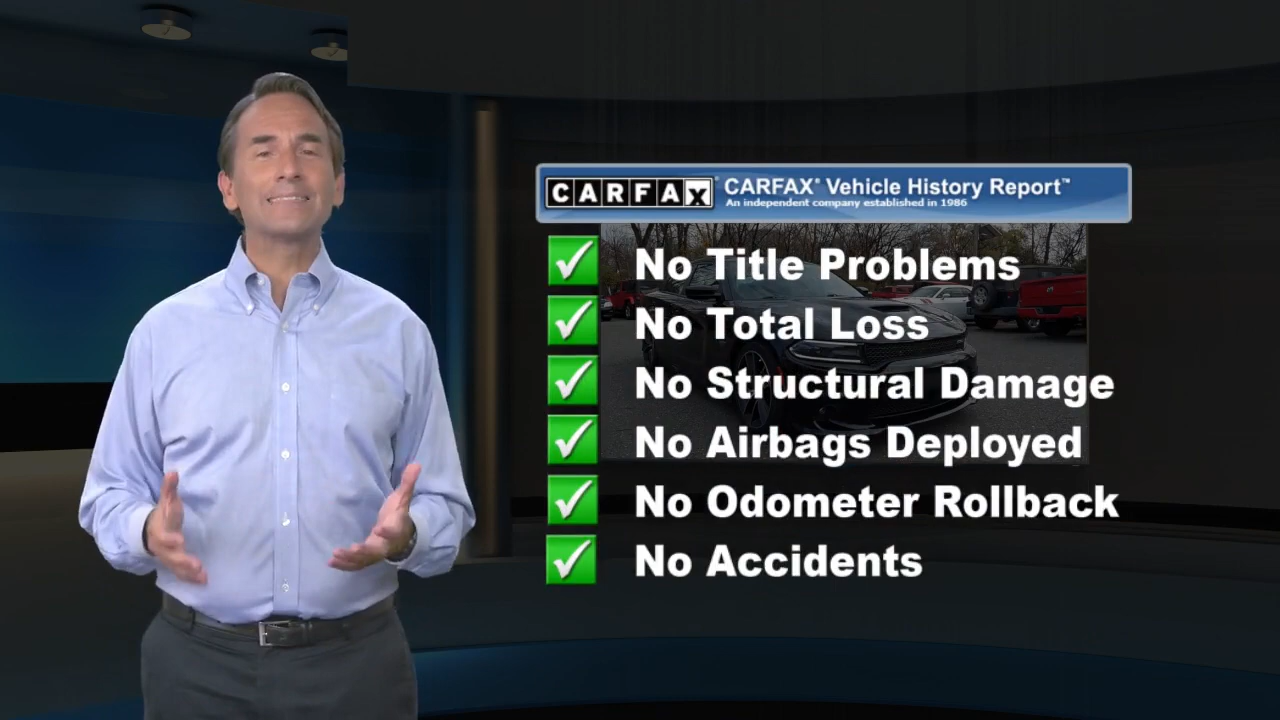 CARFAX® CARFAX® Vehicle History Report™
An independent company established in 1986
No Title Problems
No Total Loss
No Structural Damage
No Airbags Deployed
No Odometer Rollback
No Accidents